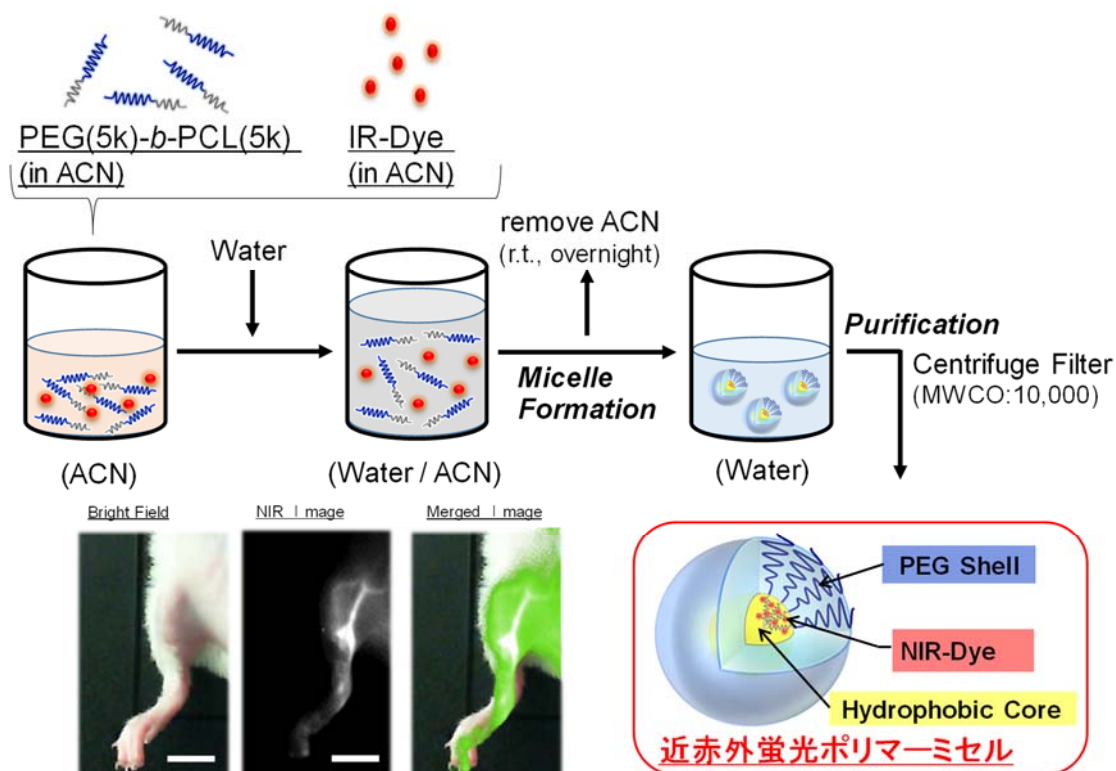 PEG(5k)-b-PCL(5k)
(in ACN)
IR-Dye
(in ACN)
Water
remove ACN
(r.t., overnight)
Micelle
Formation
Purification
Centrifuge Filter
(MWCO:10,000)
(ACN)
(Water / ACN)
(Water)
Bright Field
NIR Image
Merged Image
PEG Shell
NIR-Dye
Hydrophobic Core
近赤外蛍光ポリマーミセル